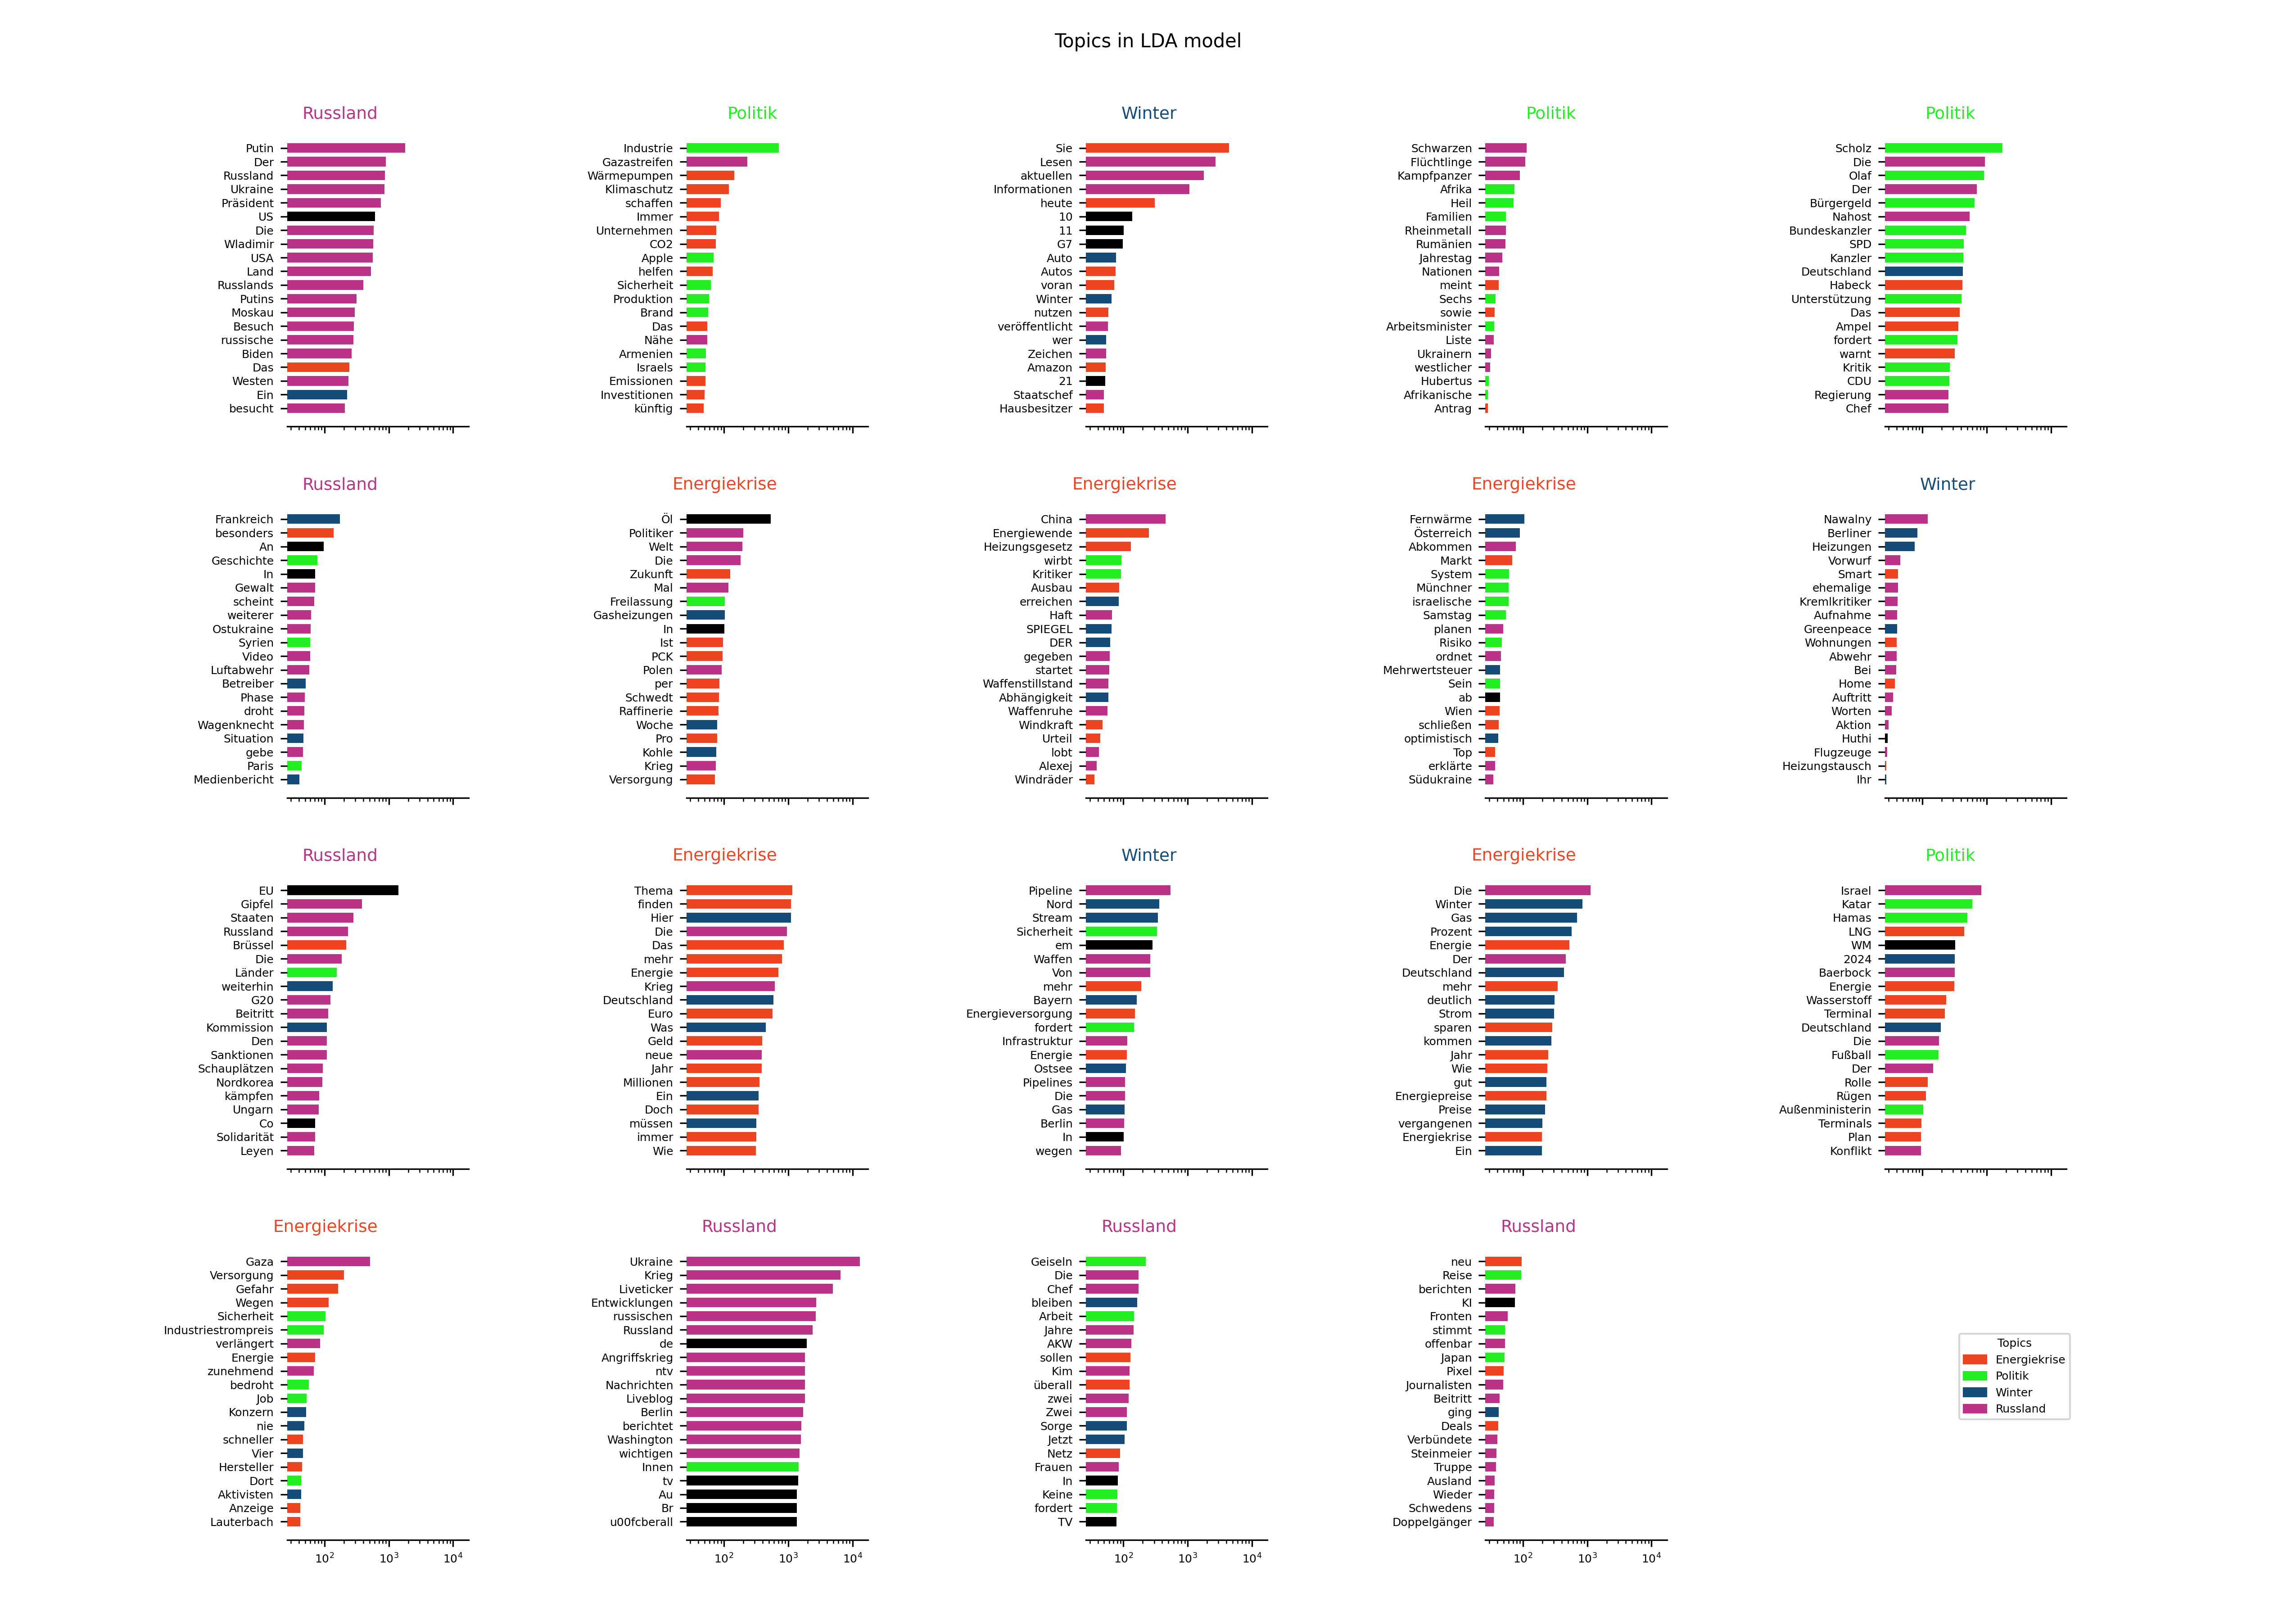 Topics in LDA model
Russland
Putin
Der
Russland
Ukraine
Präsident
US
Die
Wladimir
USA
Land
Russlands
Putins
Moskau
Besuch
russische
Biden
Das
Westen
Ein
besucht
Politik
Industrie
Gazastreifen
Wärmepumpen
Klimaschutz
schaffen
Immer
Unternehmen
CO2
Apple
helfen
Sicherheit
Produktion
Brand
Das
Nähe
Armenien
Israels
Emissionen
Investitionen
künftig
Winter
Sie
Lesen
aktuellen
Informationen
heute
10
11
G7
Auto
Autos
voran
Winter
nutzen
veröffentlicht
wer
Zeichen
Amazon
21
Staatschef
Hausbesitzer
Politik
Schwarzen
Flüchtlinge
Kampfpanzer
Afrika
Heil
Familien
Rheinmetall
Rumänien
Jahrestag
Nationen
meint
Sechs
sowie
Arbeitsminister
Liste
Ukrainern
westlicher
Hubertus
Afrikanische
Antrag
Politik
Scholz
Die
Olaf
Der
Bürgergeld
Nahost
Bundeskanzler
SPD
Kanzler
Deutschland
Habeck
Unterstützung
Das
Ampel
fordert
warnt
Kritik
CDU
Regierung
Chef
Russland
Frankreich
besonders
An
Geschichte
In
Gewalt
scheint
weiterer
Ostukraine
Syrien
Video
Luftabwehr
Betreiber
Phase
droht
Wagenknecht
Situation
gebe
Paris
Medienbericht
Energiekrise
Öl
Politiker
Welt
Die
Zukunft
Mal
Freilassung
Gasheizungen
In
Ist
PCK
Polen
per
Schwedt
Raffinerie
Woche
Pro
Kohle
Krieg
Versorgung
Energiekrise
China
Energiewende
Heizungsgesetz
wirbt
Kritiker
Ausbau
erreichen
Haft
SPIEGEL
DER
gegeben
startet
Waffenstillstand
Abhängigkeit
Waffenruhe
Windkraft
Urteil
lobt
Alexej
Windräder
Energiekrise
Fernwärme
Österreich
Abkommen
Markt
System
Münchner
israelische
Samstag
planen
Risiko
ordnet
Mehrwertsteuer
Sein
ab
Wien
schließen
optimistisch
Top
erklärte
Südukraine
Winter
Nawalny
Berliner
Heizungen
Vorwurf
Smart
ehemalige
Kremlkritiker
Aufnahme
Greenpeace
Wohnungen
Abwehr
Bei
Home
Auftritt
Worten
Aktion
Huthi
Flugzeuge
Heizungstausch
Ihr
Russland
EU
Gipfel
Staaten
Russland
Brüssel
Die
Länder
weiterhin
G20
Beitritt
Kommission
Den
Sanktionen
Schauplätzen
Nordkorea
kämpfen
Ungarn
Co
Solidarität
Leyen
Energiekrise
Thema
finden
Hier
Die
Das
mehr
Energie
Krieg
Deutschland
Euro
Was
Geld
neue
Jahr
Millionen
Ein
Doch
müssen
immer
Wie
Winter
Pipeline
Nord
Stream
Sicherheit
em
Waffen
Von
mehr
Bayern
Energieversorgung
fordert
Infrastruktur
Energie
Ostsee
Pipelines
Die
Gas
Berlin
In
wegen
Energiekrise
Die
Winter
Gas
Prozent
Energie
Der
Deutschland
mehr
deutlich
Strom
sparen
kommen
Jahr
Wie
gut
Energiepreise
Preise
vergangenen
Energiekrise
Ein
Politik
Israel
Katar
Hamas
LNG
WM
2024
Baerbock
Energie
Wasserstoff
Terminal
Deutschland
Die
Fußball
Der
Rolle
Rügen
Außenministerin
Terminals
Plan
Konflikt
Energiekrise
Gaza
Versorgung
Gefahr
Wegen
Sicherheit
Industriestrompreis
verlängert
Energie
zunehmend
bedroht
Job
Konzern
nie
schneller
Vier
Hersteller
Dort
Aktivisten
Anzeige
Lauterbach
10² 10³ 10⁴
Russland
Ukraine
Krieg
Liveticker
Entwicklungen
russischen
Russland
de
Angriffskrieg
ntv
Nachrichten
Liveblog
Berlin
berichtet
Washington
wichtigen
Innen
tv
Au
Br
u00fcberall
10² 10³ 10⁴
Russland
Geiseln
Die
Chef
bleiben
Arbeit
Jahre
AKW
sollen
Kim
überall
zwei
Zwei
Sorge
Jetzt
Netz
Frauen
In
Keine
fordert
TV
10² 10³ 10⁴
Russland
neu
Reise
berichten
KI
Fronten
stimmt
offenbar
Japan
Pixel
Journalisten
Beitritt
ging
Deals
Verbündete
Steinmeier
Truppe
Ausland
Wieder
Schwedens
Doppelgänger
10² 10³ 10⁴
Topics
Energiekrise
Politik
Winter
Russland